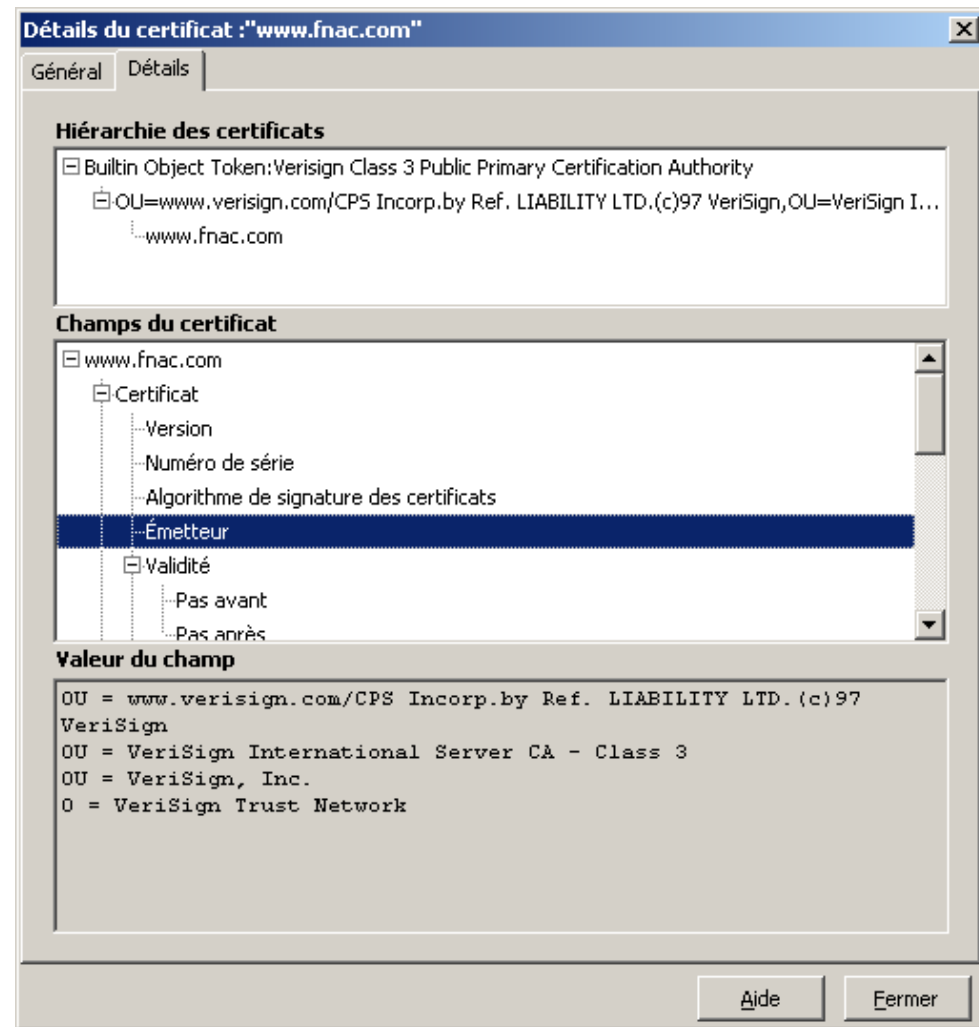 Détails du certificat :"www.fnac.com"
Général
Détails
Hiérarchie des certificats
Builtin Object Token:Verisign Class 3 Public Primary Certification Authority
OU=www.verisign.com/CPS Incorp.by Ref. LIABILITY LTD.(c)97 VeriSign,OU=VeriSign I...
www.fnac.com
Champs du certificat
www.fnac.com
Certificat
Version
Numéro de série
Algorithme de signature des certificats
Émetteur
Validité
Pas avant
Pas après
Valeur du champ
OU = www.verisign.com/CPS Incorp.by Ref. LIABILITY LTD.(c)97
VeriSign
OU = VeriSign International Server CA - Class 3
OU = VeriSign, Inc.
O = VeriSign Trust Network
Aide
Fermer